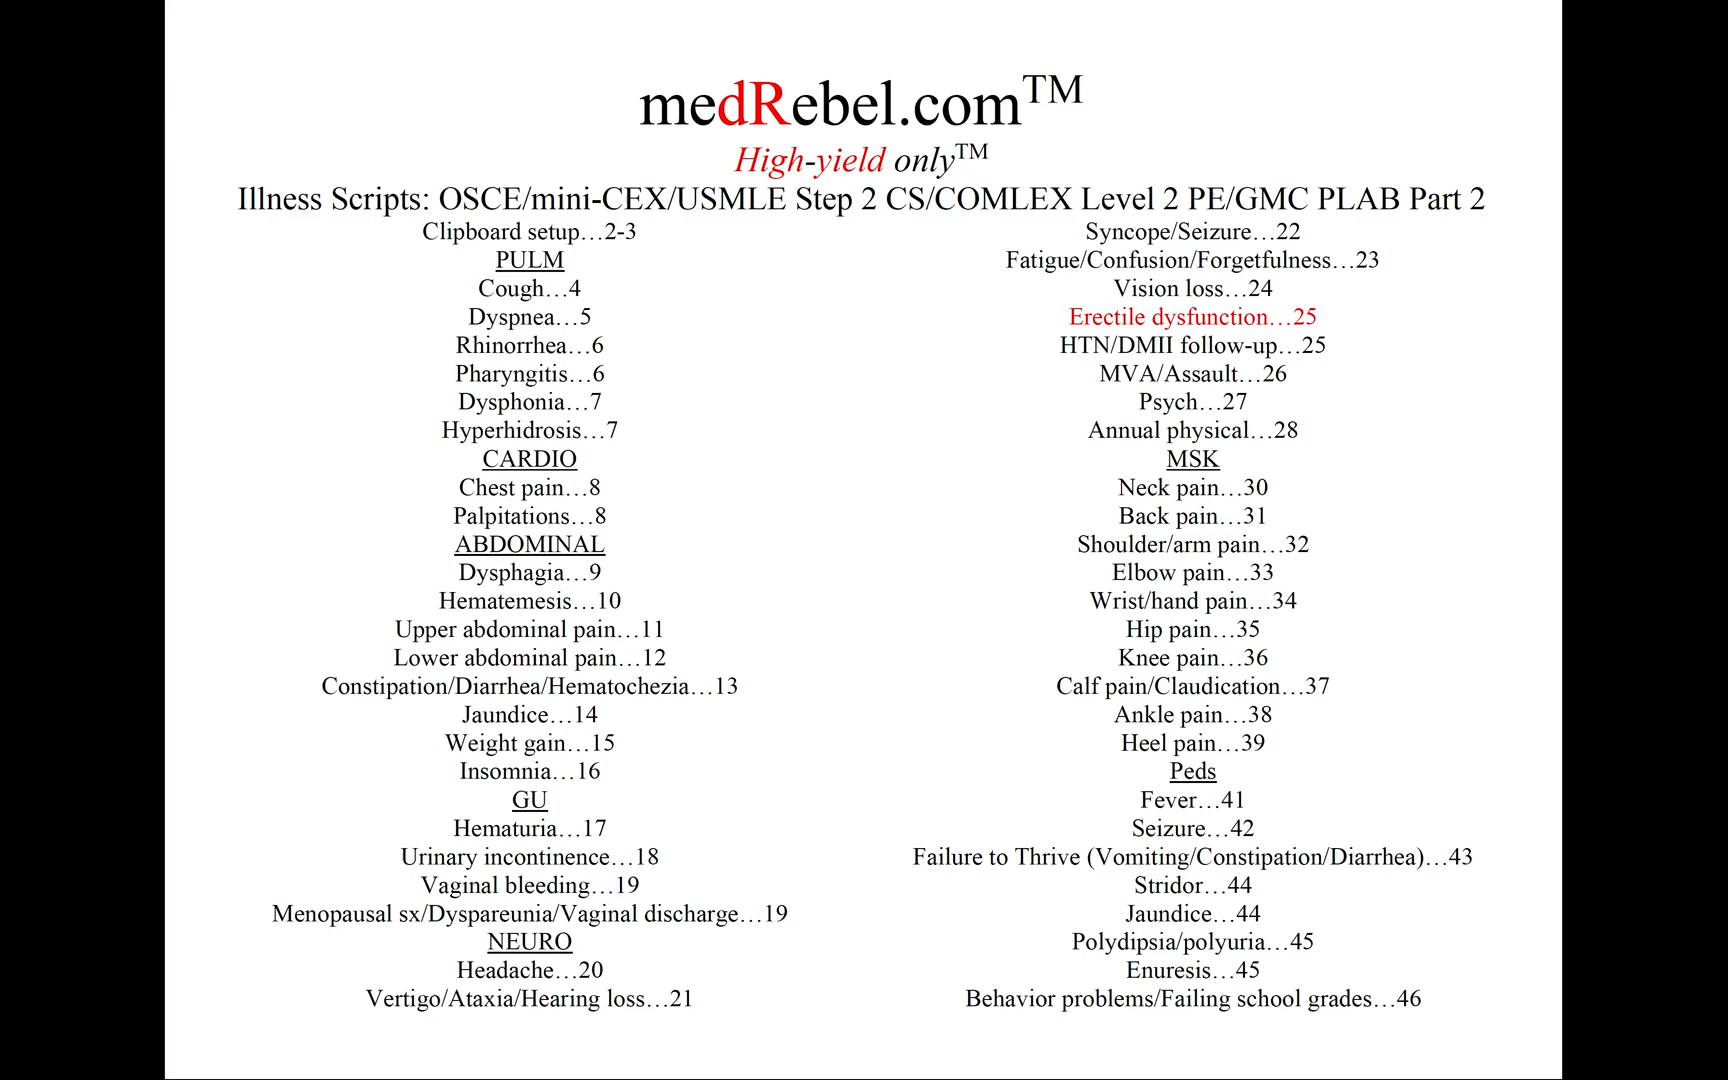 medRebel.com™
High-yield only™
Illness Scripts: OSCE/mini-CEX/USMLE Step 2 CS/COMLEX Level 2 PE/GMC PLAB Part 2
Clipboard setup…2-3
PULM
Cough…4
Dyspnea…5
Rhinorrhea…6
Pharyngitis…6
Dysphonia…7
Hyperhidrosis…7
CARDIO
Chest pain…8
Palpitations…8
ABDOMINAL
Dysphagia…9
Hematemesis…10
Upper abdominal pain…11
Lower abdominal pain…12
Constipation/Diarrhea/Hematochezia…13
Jaundice…14
Weight gain…15
Insomnia…16
GU
Hematuria…17
Urinary incontinence…18
Vaginal bleeding…19
Menopausal sx/Dyspareunia/Vaginal discharge…19
NEURO
Headache…20
Vertigo/Ataxia/Hearing loss…21
Syncope/Seizure…22
Fatigue/Confusion/Forgetfulness…23
Vision loss…24
Erectile dysfunction…25
HTN/DMII follow-up…25
MVA/Assault…26
Psych…27
Annual physical…28
MSK
Neck pain…30
Back pain…31
Shoulder/arm pain…32
Elbow pain…33
Wrist/hand pain…34
Hip pain…35
Knee pain…36
Calf pain/Claudication…37
Ankle pain…38
Heel pain…39
Peds
Fever…41
Seizure…42
Failure to Thrive (Vomiting/Constipation/Diarrhea)…43
Stridor…44
Jaundice…44
Polydipsia/polyuria…45
Enuresis…45
Behavior problems/Failing school grades…46